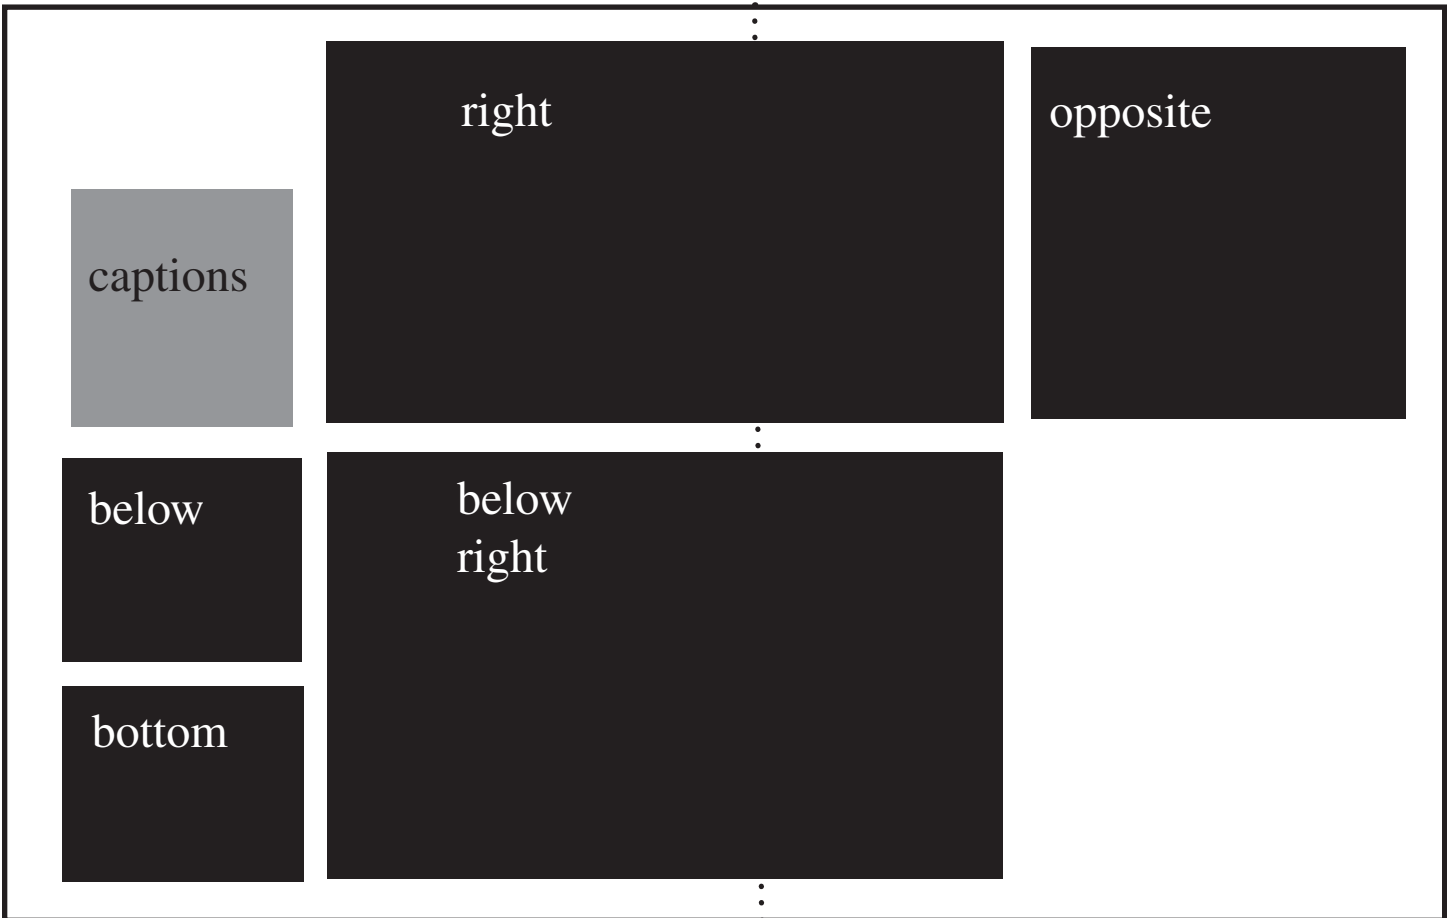 right
opposite
captions
below
below
right
bottom